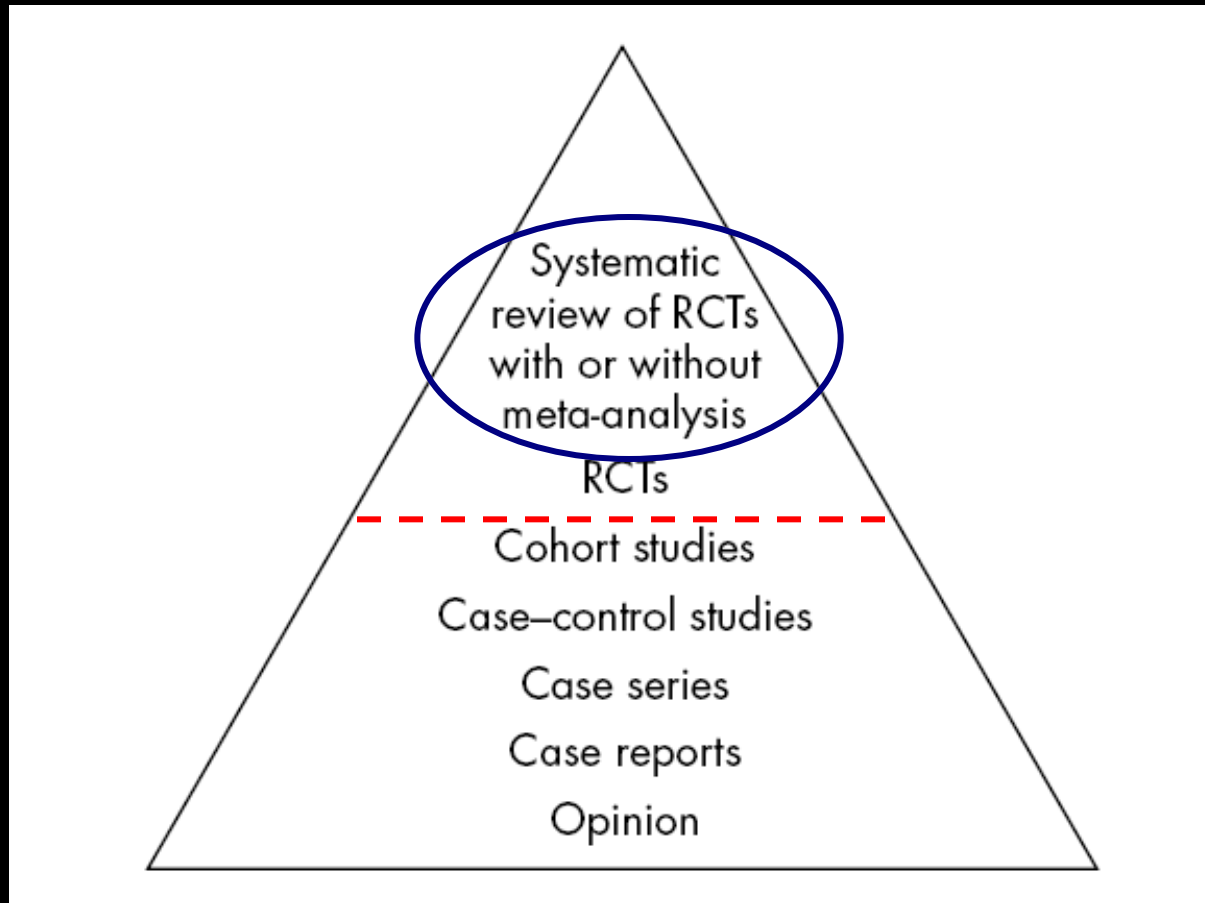 Systematic
review of RCTs
with or without
meta-analysis
RCTs
Cohort studies
Case–control studies
Case series
Case reports
Opinion